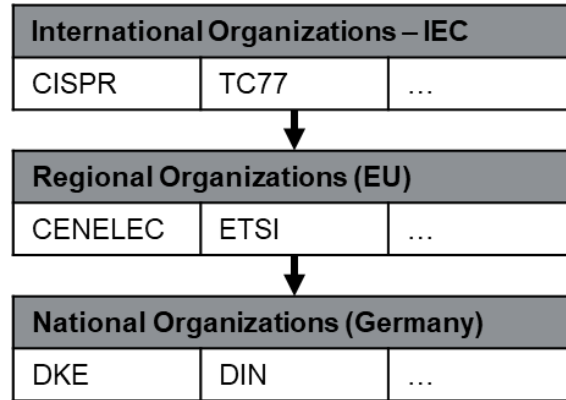 International Organizations – IEC
CISPR TC77 …
Regional Organizations (EU)
CENELEC ETSI …
National Organizations (Germany)
DKE DIN …